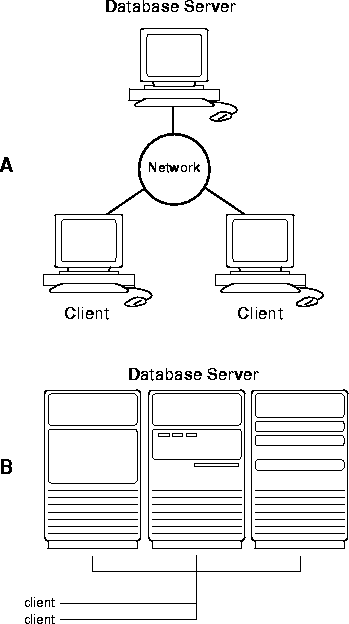 Database Server
A
Network
Client
Client
Database Server
B
client
client